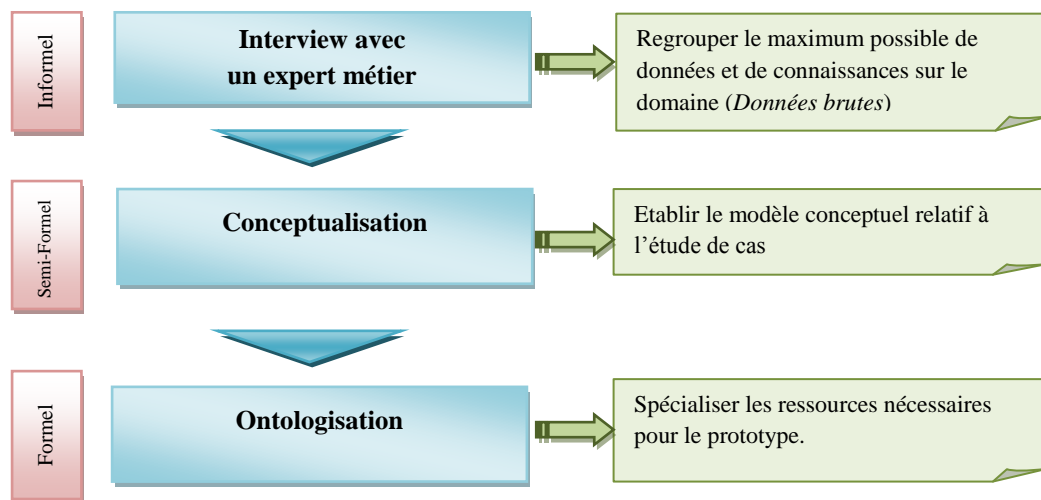 Informel
Interview avec
un expert métier
Regrouper le maximum possible de
données et de connaissances sur le
domaine (Données brutes)
Semi-Formel
Conceptualisation
Etablir le modèle conceptuel relatif à
l’étude de cas
Formel
Ontologisation
Spécialiser les ressources nécessaires
pour le prototype.